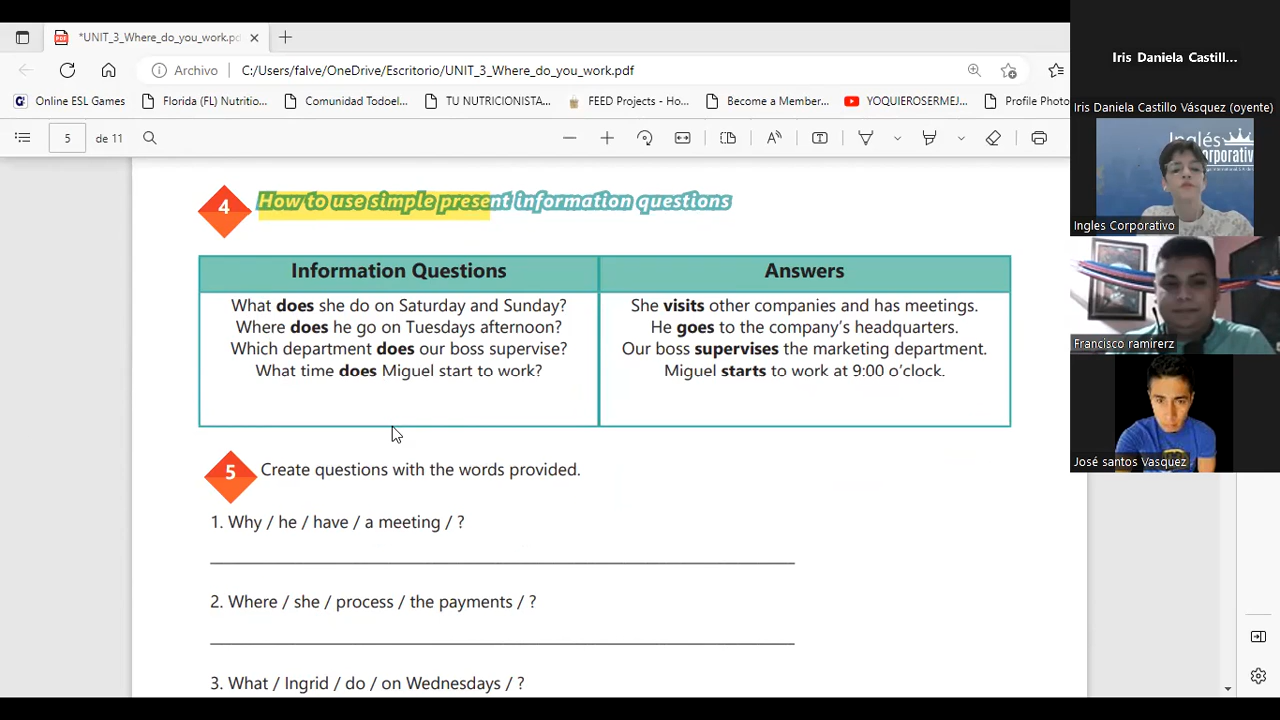 *UNIT_3_Where_do_you_work.pd
Archivo
C:/Users/falve/OneDrive/Escritorio/UNIT_3_Where_do_you_work.pdf
Online ESL Games
Florida (FL) Nutritio...
Comunidad Todoel...
TU NUTRICIONISTA...
FEED Projects - Ho...
Become a Member...
YOQUIEROSERMEJ...
Profile Photo
5
de 11
4
How to use simple present information questions
Information Questions
Answers
What does she do on Saturday and Sunday?
She visits other companies and has meetings.
Where does he go on Tuesdays afternoon?
He goes to the company's headquarters.
Which department does our boss supervise?
Our boss supervises the marketing department.
What time does Miguel start to work?
Miguel starts to work at 9:00 o'clock.
5
Create questions with the words provided.
1. Why / he / have / a meeting / ?
2. Where / she / process / the payments / ?
3. What / Ingrid / do / on Wednesdays / ?
Iris Daniela Castill...
Iris Daniela Castillo Vásquez (oyente)
Inglés
Corporativo
Ingles Corporativo
Francisco ramirerz
José santos Vasquez